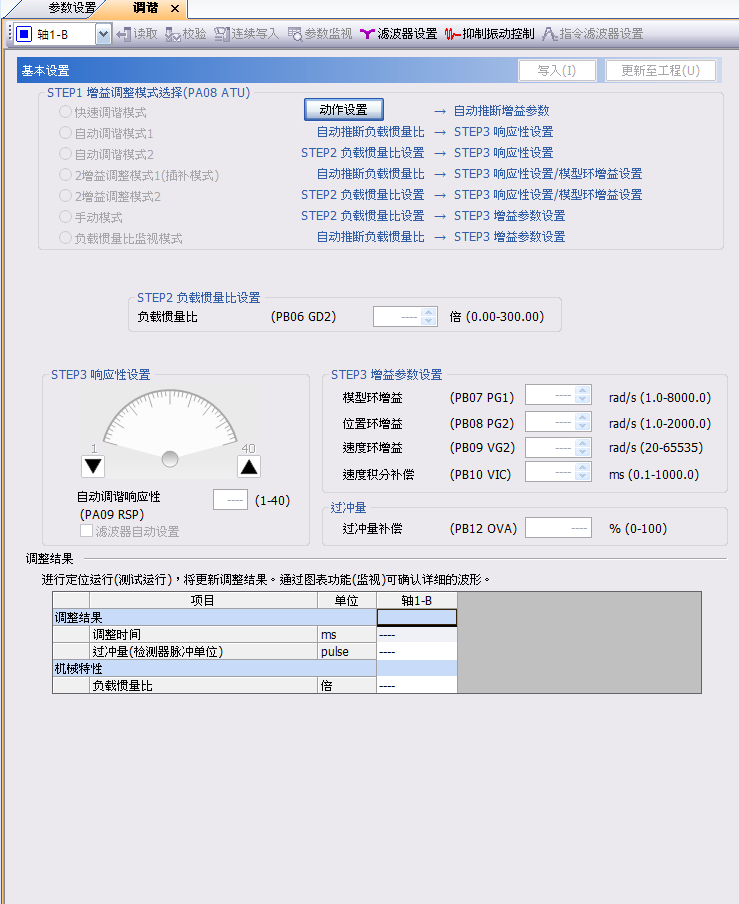 参数设置 调谐 ×
轴1-B 读取 校验 连续写入 参数监视 滤波器设置 抑制振动控制 指令滤波器设置
基本设置 写入(I) 更新至工程(U)
STEP1 增益调整模式选择(PA08 ATU)
快速调谐模式 动作设置 → 自动推断增益参数
自动调谐模式1 自动推断负载惯量比 → STEP3 响应性设置
自动调谐模式2 STEP2 负载惯量比设置 → STEP3 响应性设置
2增益调整模式1(插补模式) 自动推断负载惯量比 → STEP3 响应性设置/模型环增益设置
2增益调整模式2 STEP2 负载惯量比设置 → STEP3 响应性设置/模型环增益设置
手动模式 STEP2 负载惯量比设置 → STEP3 增益参数设置
负载惯量比监视模式 自动推断负载惯量比 → STEP3 增益参数设置
STEP2 负载惯量比设置
负载惯量比 (PB06 GD2) ---- 倍 (0.00-300.00)
STEP3 响应性设置
1 40
自动调谐响应性 ---- (1-40)
(PA09 RSP)
滤波器自动设置
STEP3 增益参数设置
模型环增益 (PB07 PG1) ---- rad/s (1.0-8000.0)
位置环增益 (PB08 PG2) ---- rad/s (1.0-2000.0)
速度环增益 (PB09 VG2) ---- rad/s (20-65535)
速度积分补偿 (PB10 VIC) ---- ms (0.1-1000.0)
过冲量
过冲量补偿 (PB12 OVA) ---- % (0-100)
调整结果
进行定位运行(测试运行)，将更新调整结果。通过图表功能(监视)可确认详细的波形。
项目 单位 轴1-B
调整结果
调整时间 ms ----
过冲量(检测器脉冲单位) pulse ----
机械特性
负载惯量比 倍 ----